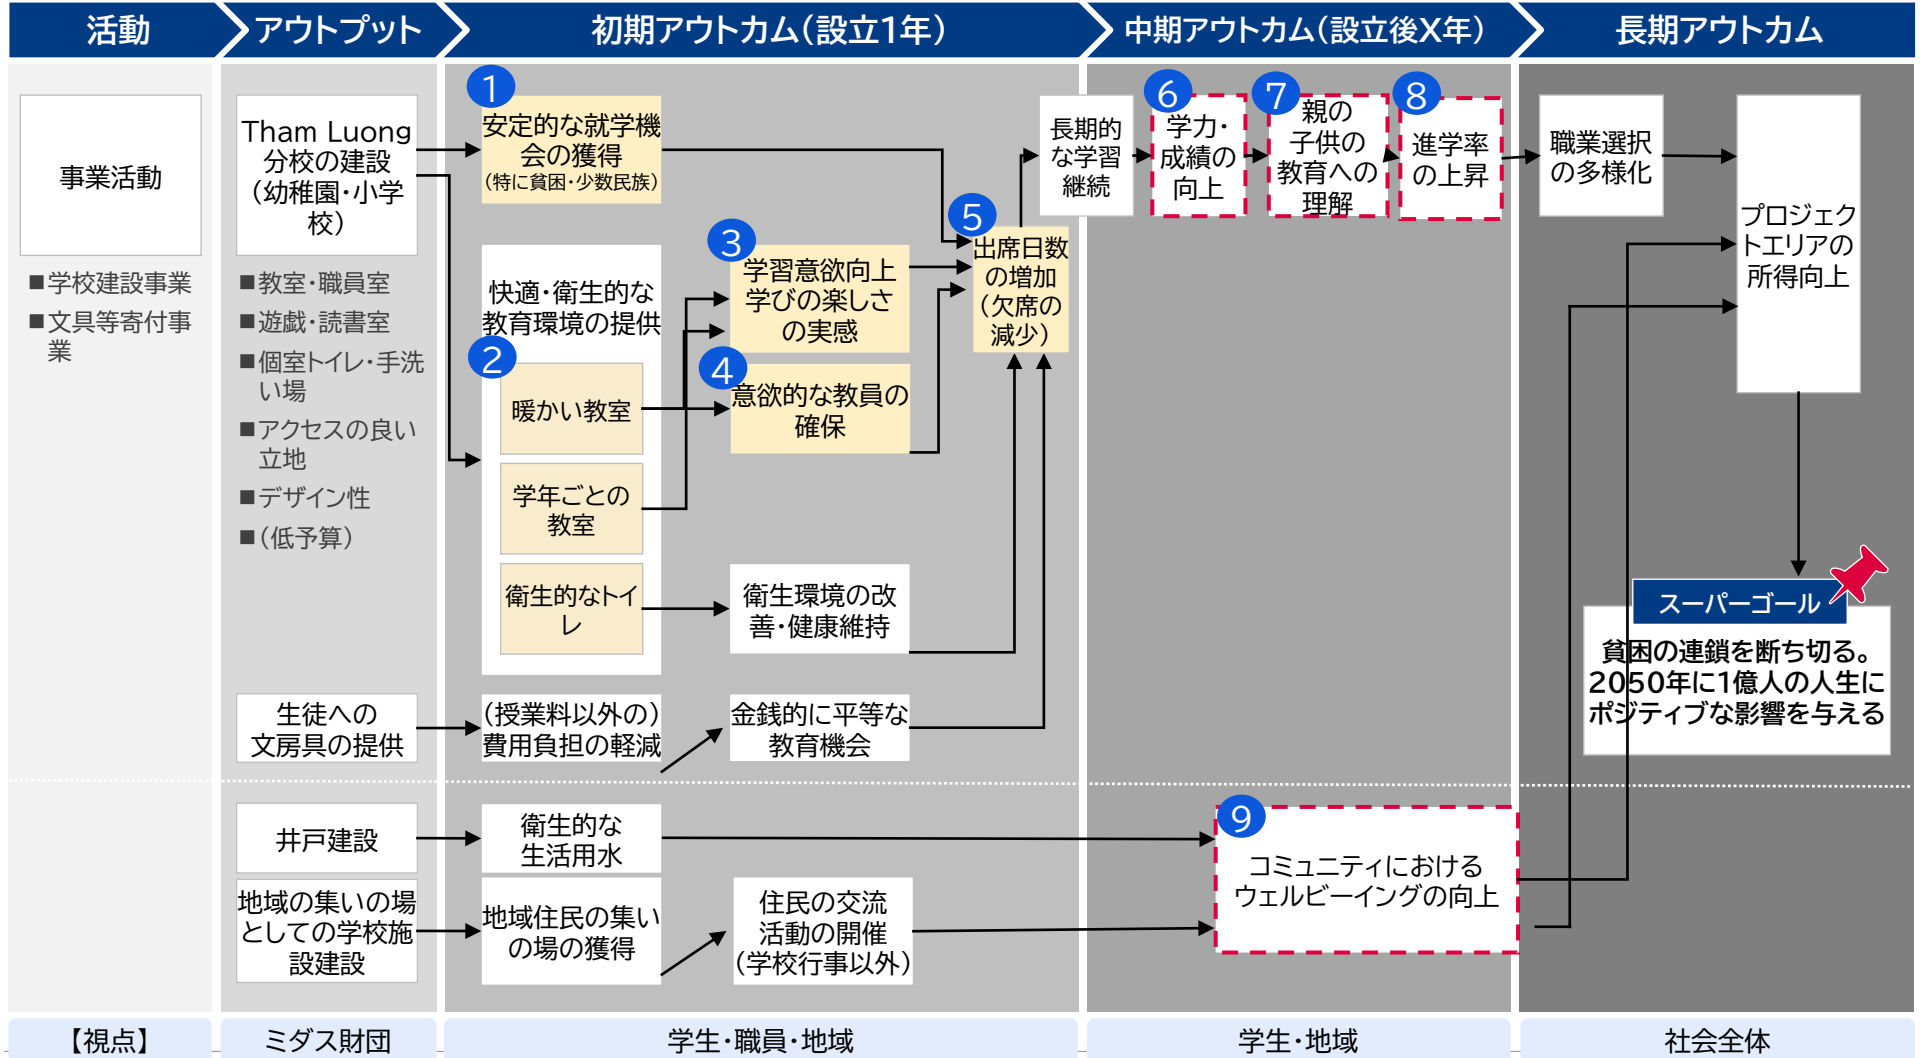 活動
アウトプット
初期アウトカム（設立1年）
中期アウトカム（設立後X年）
長期アウトカム
事業活動
■学校建設事業
■文具等寄付事
業
Tham Luong
分校の建設
（幼稚園・小学
校）
■教室・職員室
■遊戯・読書室
■個室トイレ・手洗
い場
■アクセスの良い
立地
■デザイン性
■（低予算）
生徒への
文房具の提供
井戸建設
地域の集いの場
としての学校施
設建設
1
安定的な就学機
会の獲得
（特に貧困・少数民族）
快適・衛生的な
教育環境の提供
2
暖かい教室
学年ごとの
教室
衛生的なトイ
レ
3
学習意欲向上
学びの楽しさ
の実感
4
意欲的な教員の
確保
衛生環境の改
善・健康維持
5
出席日数
の増加
（欠席の
減少）
（授業料以外の）
費用負担の軽減
金銭的に平等な
教育機会
衛生的な
生活用水
地域住民の集い
の場の獲得
住民の交流
活動の開催
（学校行事以外）
長期的
な学習
継続
6
学力・
成績の
向上
7
親の
子供の
教育への
理解
8
進学率
の上昇
9
コミュニティにおける
ウェルビーイングの向上
職業選択
の多様化
プロジェク
トエリアの
所得向上
スーパーゴール
貧困の連鎖を断ち切る。
2050年に1億人の人生に
ポジティブな影響を与える
【視点】
ミダス財団
学生・職員・地域
学生・地域
社会全体